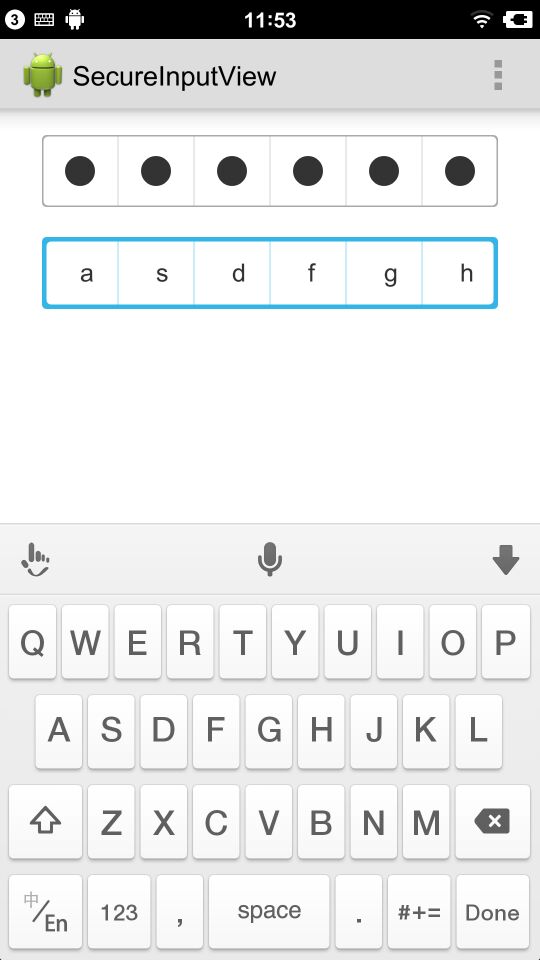 3 11:53
SecureInputView
a s d f g h
Q W E R T Y U I O P
A S D F G H J K L
Z X C V B N M
中/En 123 , space . #+= Done